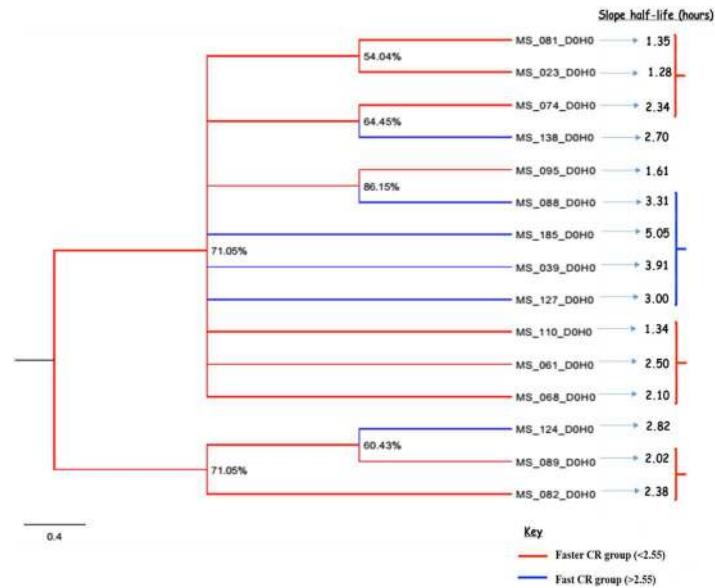 Slope half-life (hours)
MS_081_D0H0 1.35
54.04%
MS_023_D0H0 1.28
MS_074_D0H0 2.34
64.45%
MS_138_D0H0 2.70
MS_095_D0H0 1.61
86.15%
MS_088_D0H0 3.31
MS_185_D0H0 5.05
71.05%
MS_039_D0H0 3.91
MS_127_D0H0 3.00
MS_110_D0H0 1.34
MS_061_D0H0 2.50
MS_068_D0H0 2.10
MS_124_D0H0 2.82
60.43%
MS_089_D0H0 2.02
71.05%
MS_082_D0H0 2.38
0.4
Key
Faster CR group (<2.55)
Fast CR group (>2.55)